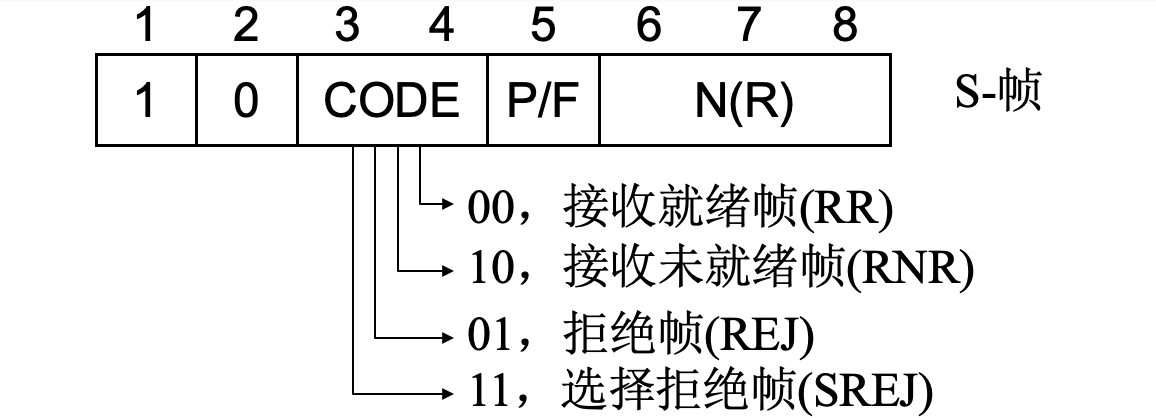 1 2 3 4 5 6 7 8
1 0 CODE P/F N(R) S-帧
00，接收就绪帧(RR)
10，接收未就绪帧(RNR)
01，拒绝帧(REJ)
11，选择拒绝帧(SREJ)